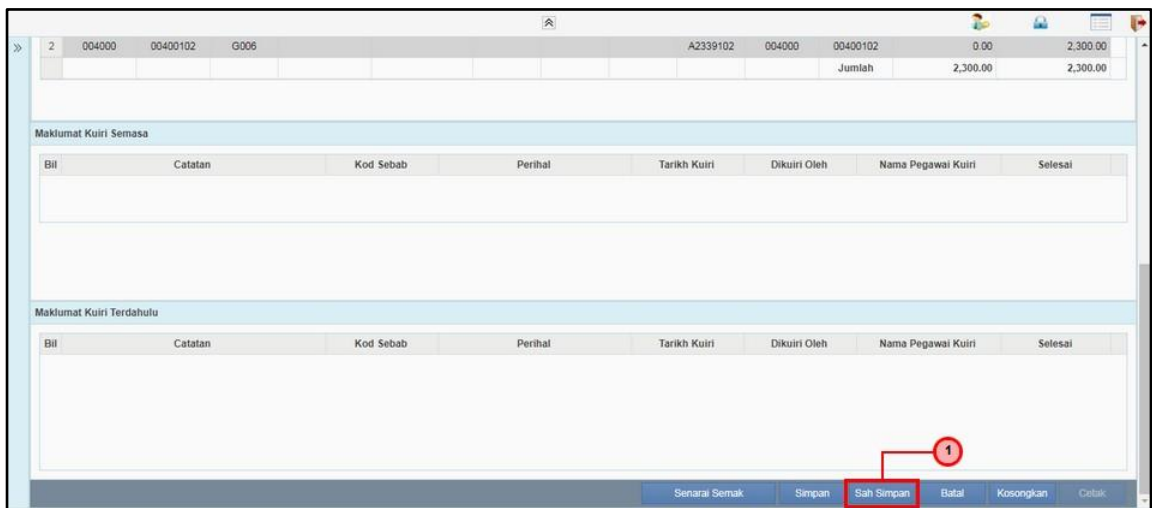 2 004000 00400102 G006 A2339102 004000 00400102 0.00 2,300.00
Jumlah 2,300.00 2,300.00
Maklumat Kuiri Semasa
Bil Catatan Kod Sebab Perihal Tarikh Kuiri Dikuiri Oleh Nama Pegawai Kuiri Selesai
Maklumat Kuiri Terdahulu
Bil Catatan Kod Sebab Perihal Tarikh Kuiri Dikuiri Oleh Nama Pegawai Kuiri Selesai
1
Senarai Semak Simpan Sah Simpan Batal Kosongkan Cetak